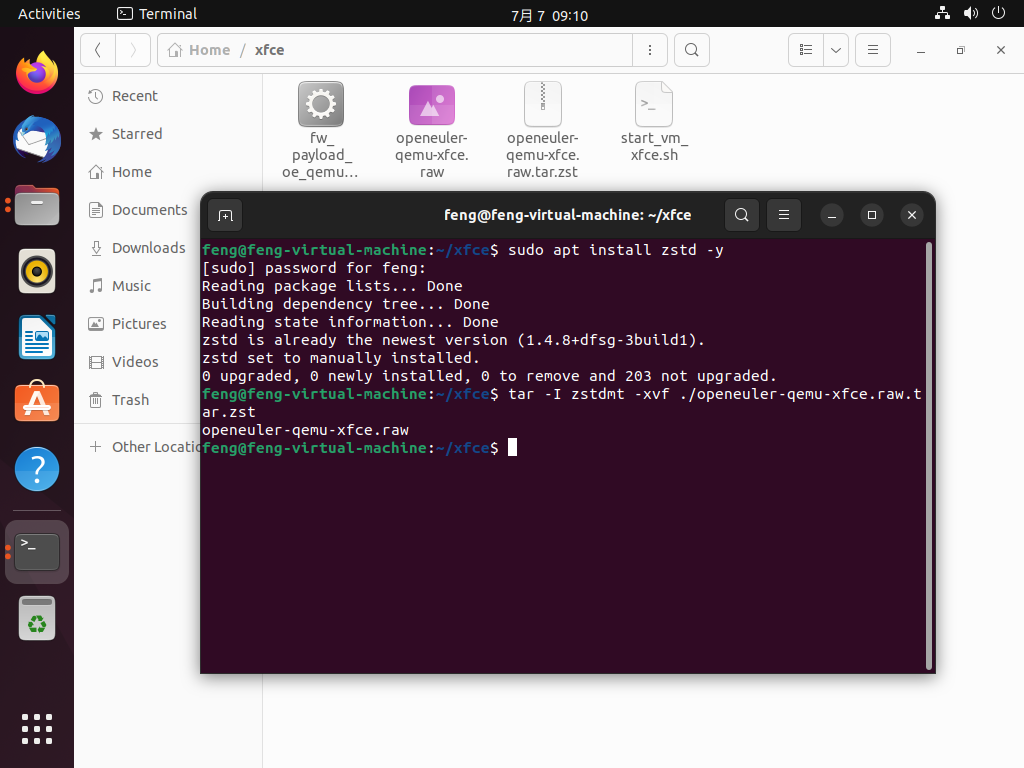 Activities
Terminal
7月 7 09:10
Home / xfce
Recent
Starred
Home
Documents
Downloads
Music
Pictures
Videos
Trash
Other Locatio
fw_
payload_
oe_qemu…
openeuler-
qemu-xfce.
raw
openeuler-
qemu-xfce.
raw.tar.zst
start_vm_
xfce.sh
feng@feng-virtual-machine: ~/xfce
feng@feng-virtual-machine:~/xfce$ sudo apt install zstd -y
[sudo] password for feng:
Reading package lists... Done
Building dependency tree... Done
Reading state information... Done
zstd is already the newest version (1.4.8+dfsg-3build1).
zstd set to manually installed.
0 upgraded, 0 newly installed, 0 to remove and 203 not upgraded.
feng@feng-virtual-machine:~/xfce$ tar -I zstdmt -xvf ./openeuler-qemu-xfce.raw.t
ar.zst
openeuler-qemu-xfce.raw
feng@feng-virtual-machine:~/xfce$